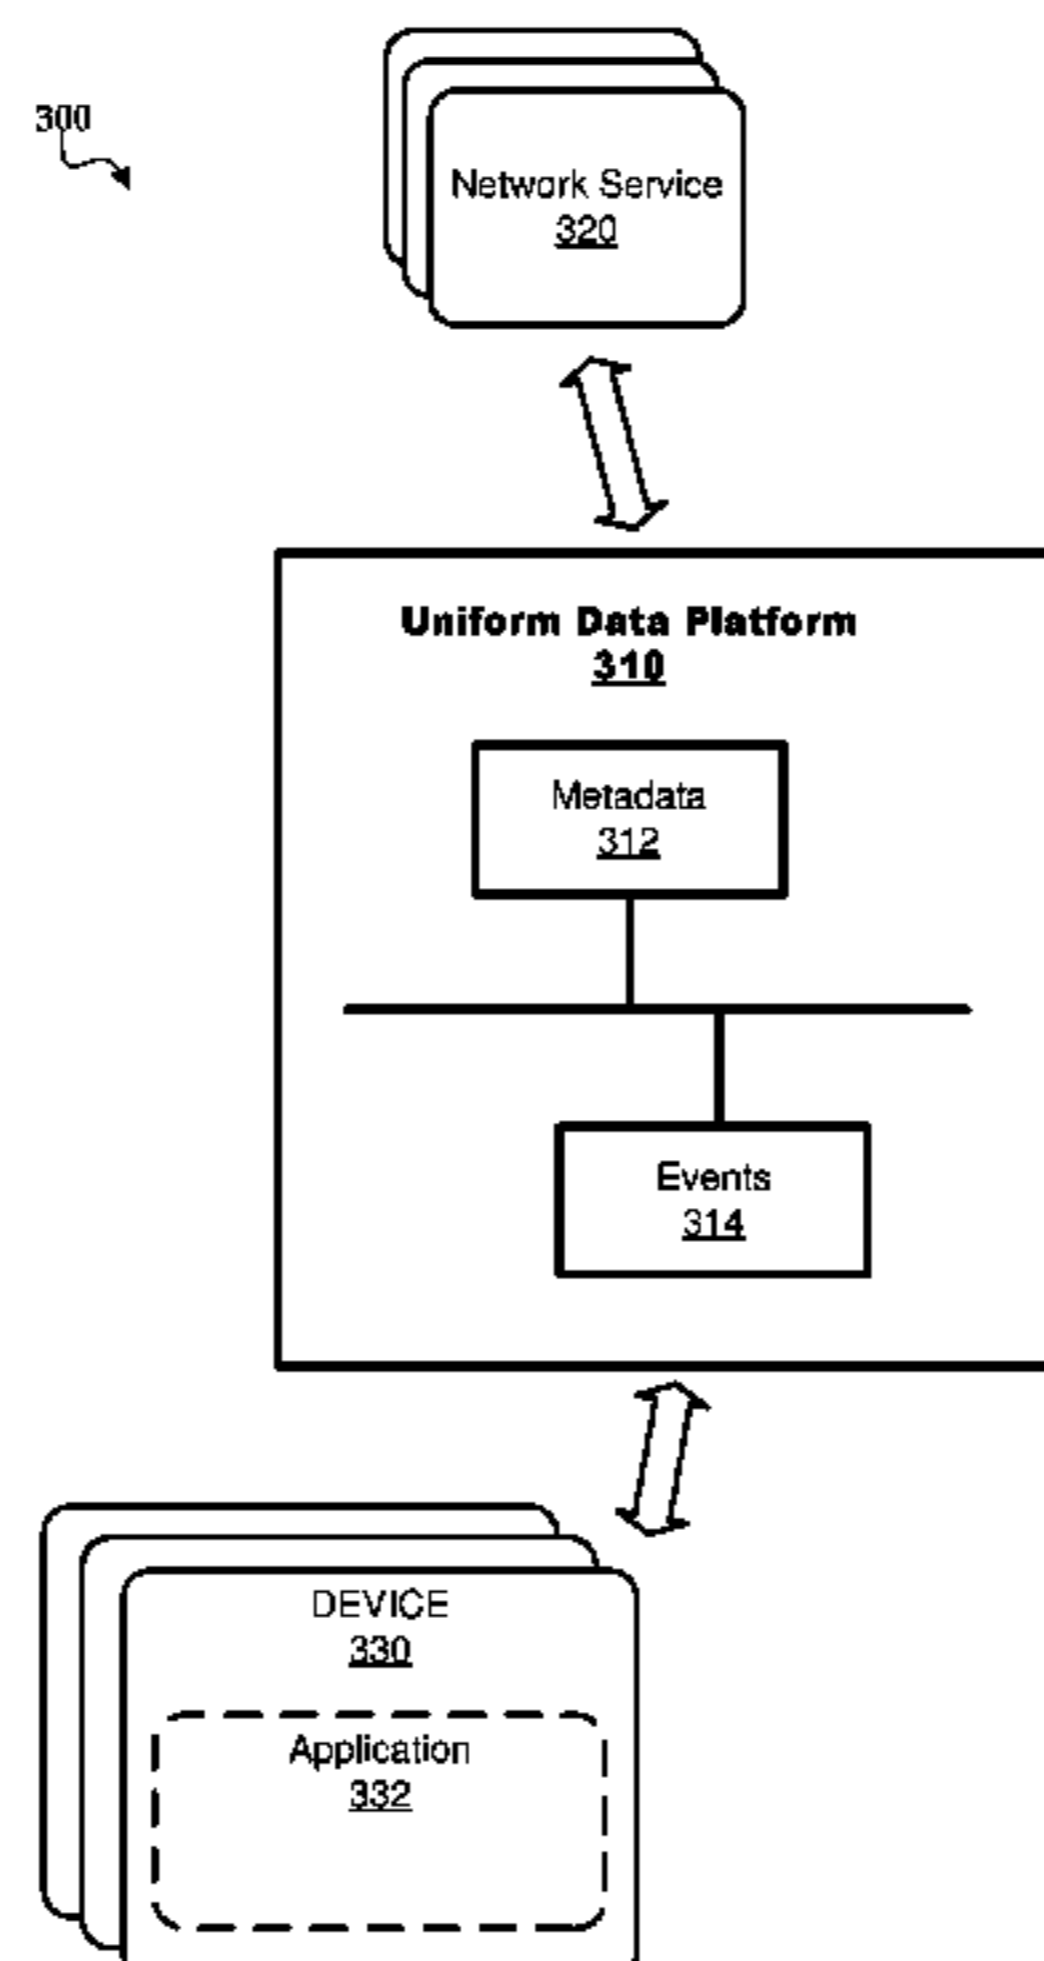 300
Network Service
320
Uniform Data Platform
310
Metadata
312
Events
314
DEVICE
330
Application
332